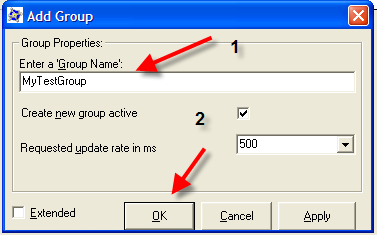 Add Group
Group Properties:
1
Enter a 'Group Name':
MyTestGroup
Create new group active
2
Requested update rate in ms
500
Extended
OK
Cancel
Apply